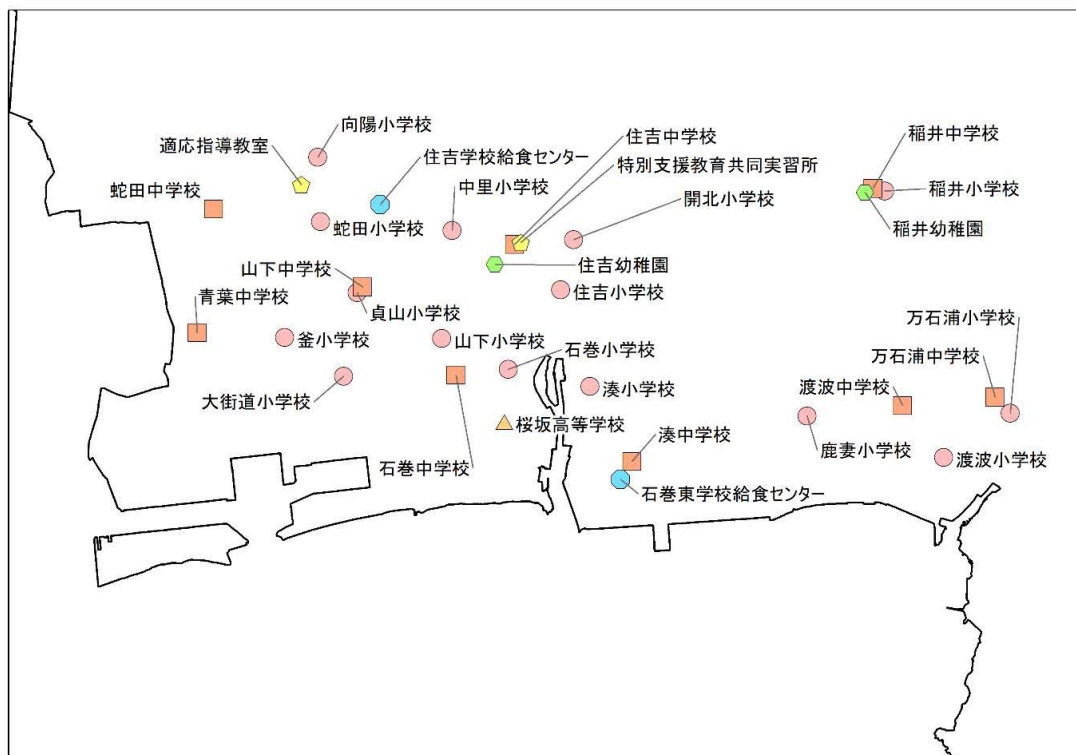 向陽小学校
適応指導教室
住吉学校給食センター
住吉中学校
特別支援教育共同実習所
稲井中学校
蛇田中学校
中里小学校
開北小学校
稲井小学校
蛇田小学校
稲井幼稚園
住吉幼稚園
山下中学校
青葉中学校
貞山小学校
住吉小学校
万石浦小学校
釜小学校
山下小学校
石巻小学校
万石浦中学校
渡波中学校
大街道小学校
湊小学校
桜坂高等学校
湊中学校
鹿妻小学校
渡波小学校
石巻中学校
石巻東学校給食センター